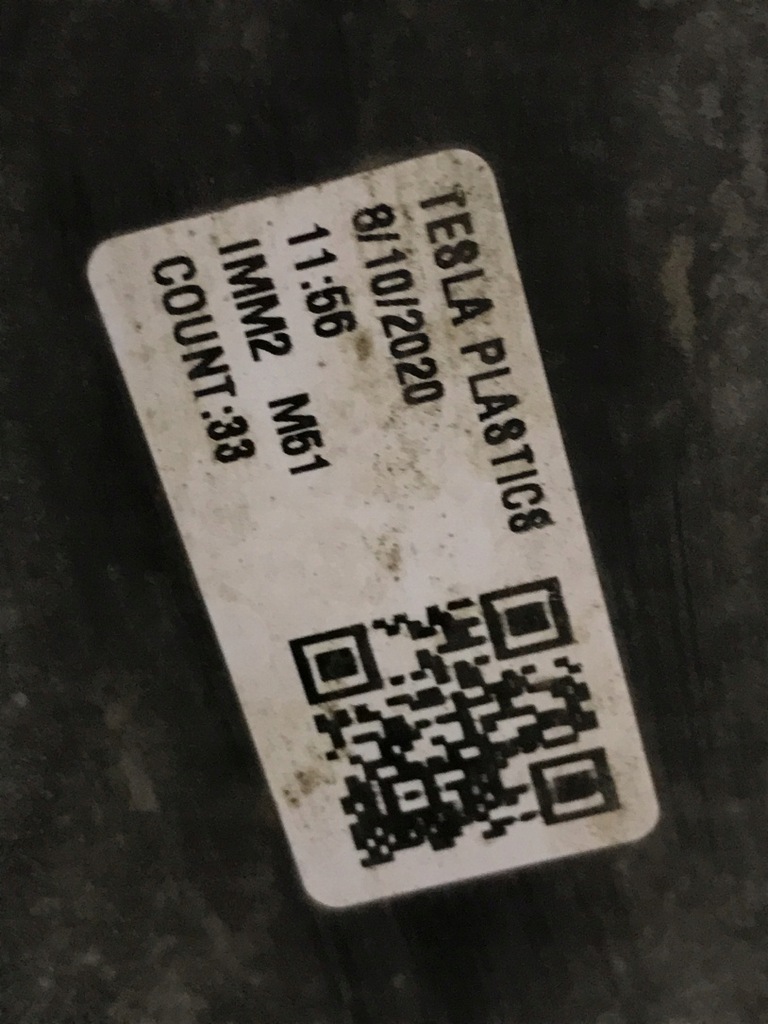 TESLA PLASTICS
8/10/2020
11:56
IMM2 M51
COUNT:33